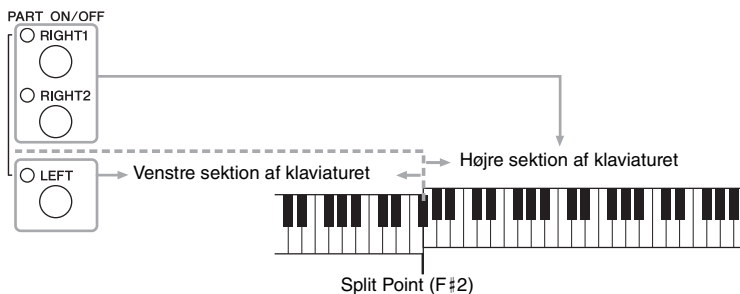 PART ON/OFF
RIGHT1
RIGHT2
Højre sektion af klaviaturet
LEFT
Venstre sektion af klaviaturet
Split Point (F♯2)